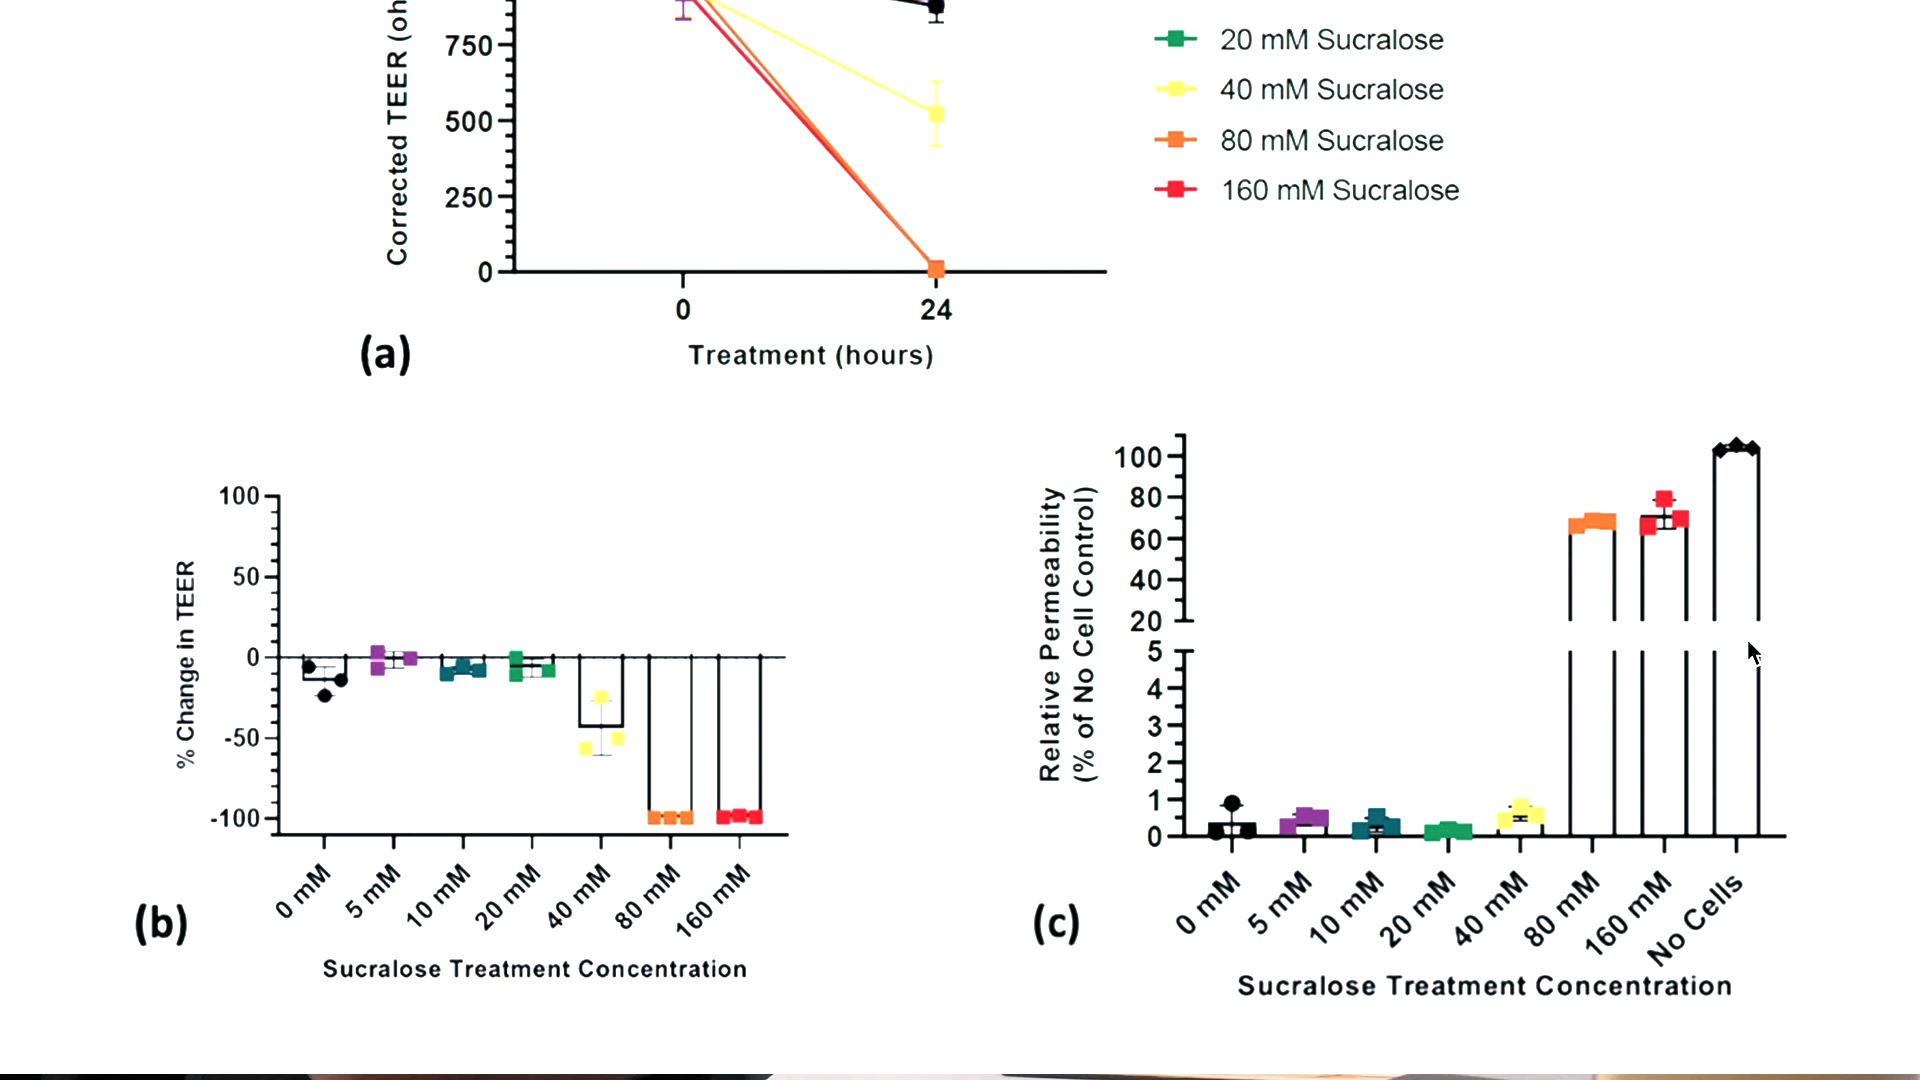 Corrected TEER (oh
750
500
250
0
0
24
Treatment (hours)
(a)
20 mM Sucralose
40 mM Sucralose
80 mM Sucralose
160 mM Sucralose
% Change in TEER
100
50
0
-50
-100
0 mM
5 mM
10 mM
20 mM
40 mM
80 mM
160 mM
(b)
Sucralose Treatment Concentration
Relative Permeability
(% of No Cell Control)
100
80
60
40
20
5
4
3
2
1
0
0 mM
5 mM
10 mM
20 mM
40 mM
80 mM
160 mM
No Cells
(c)
Sucralose Treatment Concentration